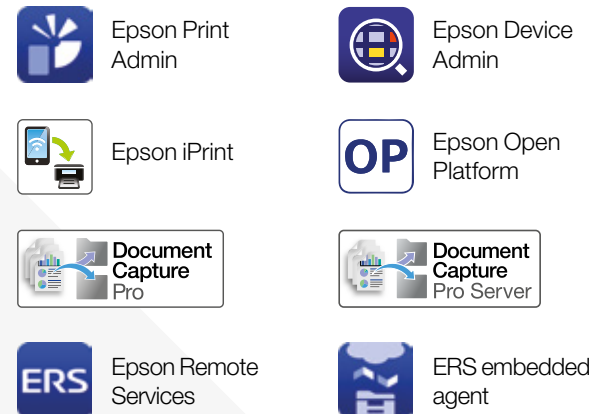 Epson Print
Admin
Epson Device
Admin
Epson iPrint
OP
Epson Open
Platform
Document
Capture
Pro
Document
Capture
Pro Server
ERS
Epson Remote
Services
ERS embedded
agent